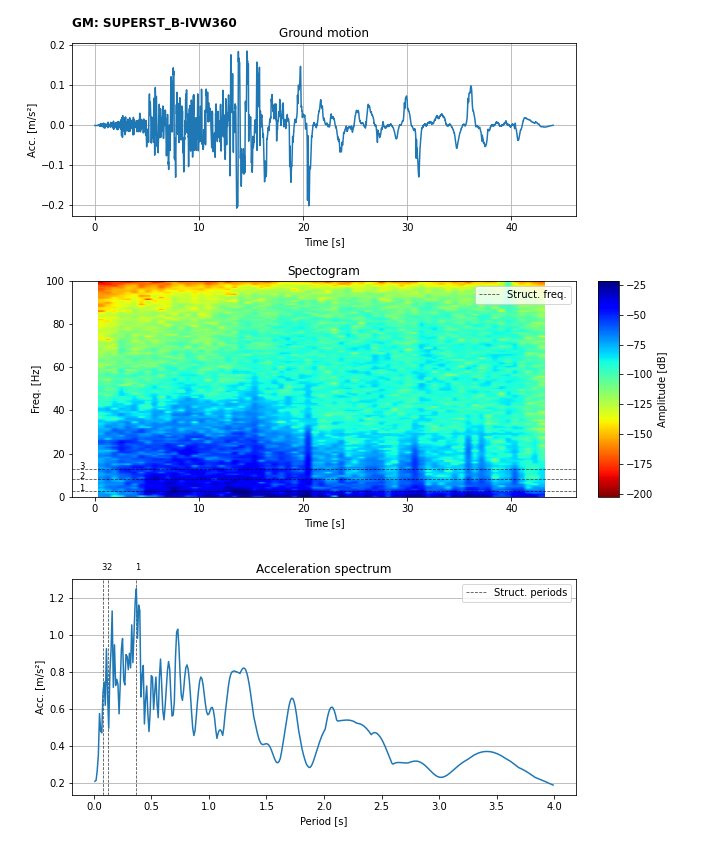 GM: SUPERST_B-IVW360
Ground motion
0.2
0.1
0.0
−0.1
−0.2
Acc. [m/s²]
0 10 20 30 40
Time [s]
Spectogram
100
80
60
40
20
0
Freq. [Hz]
Struct. freq.
3
2
1
0 10 20 30 40
Time [s]
−25
−50
−75
−100
−125
−150
−175
−200
Amplitude [dB]
32 1
Acceleration spectrum
Struct. periods
1.2
1.0
0.8
0.6
0.4
0.2
Acc. [m/s²]
0.0 0.5 1.0 1.5 2.0 2.5 3.0 3.5 4.0
Period [s]